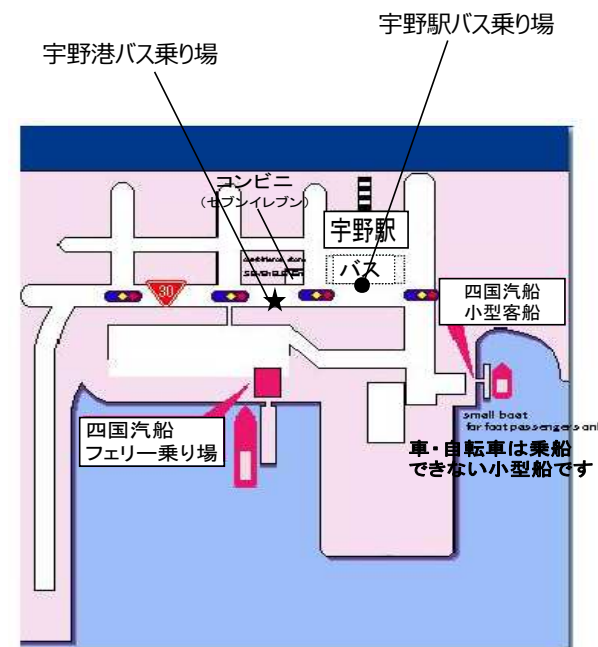 宇野駅バス乗り場
宇野港バス乗り場
コンビニ
(セブンイレブン)
宇野駅
バス
30
四国汽船
小型客船
small boat
for foot passengers onl
車・自転車は乗船
できない小型船です
四国汽船
フェリー乗り場